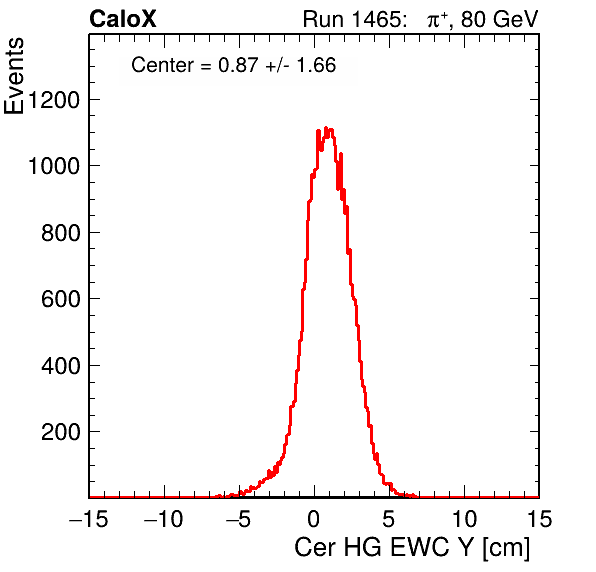 CaloX
Run 1465: π⁺, 80 GeV
Center = 0.87 +/- 1.66
Events
1200
1000
800
600
400
200
−15 −10 −5 0 5 10 15
Cer HG EWC Y [cm]